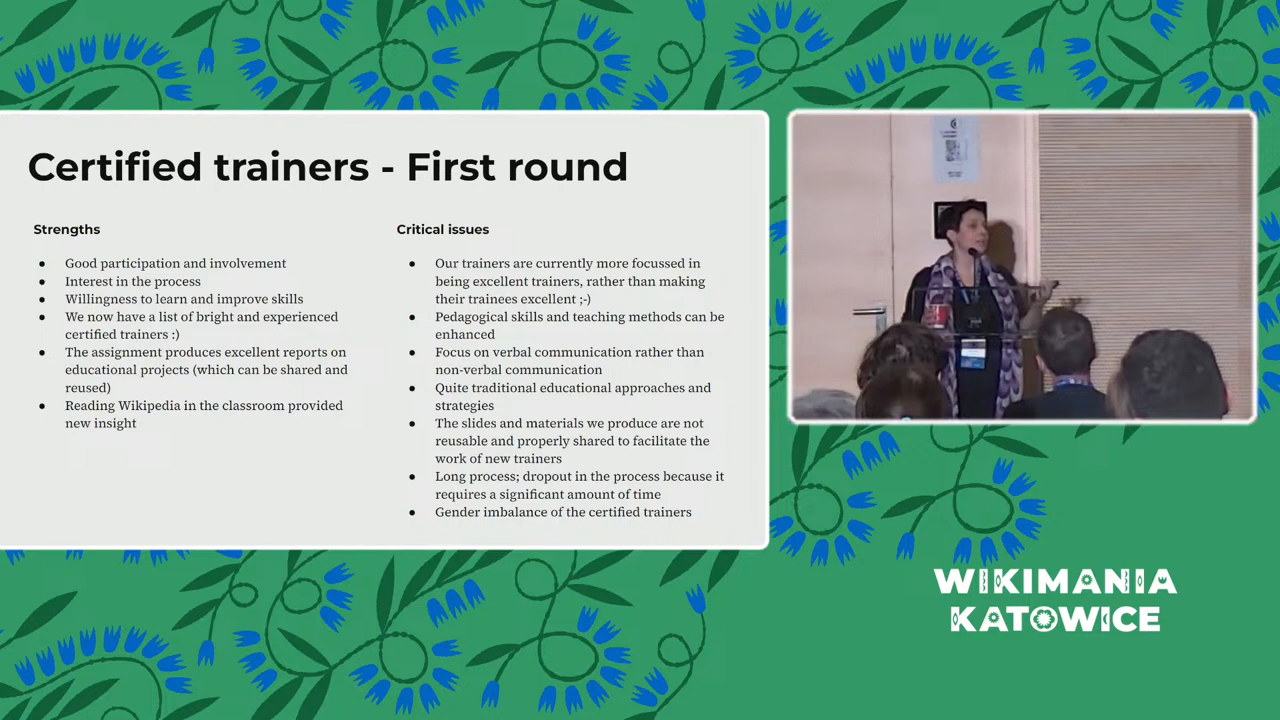 Certified trainers - First round
Strengths
● Good participation and involvement
● Interest in the process
● Willingness to learn and improve skills
● We now have a list of bright and experienced
certified trainers :)
● The assignment produces excellent reports on
educational projects (which can be shared and
reused)
● Reading Wikipedia in the classroom provided
new insight
Critical issues
● Our trainers are currently more focussed in
being excellent trainers, rather than making
their trainees excellent ;-)
● Pedagogical skills and teaching methods can be
enhanced
● Focus on verbal communication rather than
non-verbal communication
● Quite traditional educational approaches and
strategies
● The slides and materials we produce are not
reusable and properly shared to facilitate the
work of new trainers
● Long process; dropout in the process because it
requires a significant amount of time
● Gender imbalance of the certified trainers
WIKIMANIA
KATOWICE